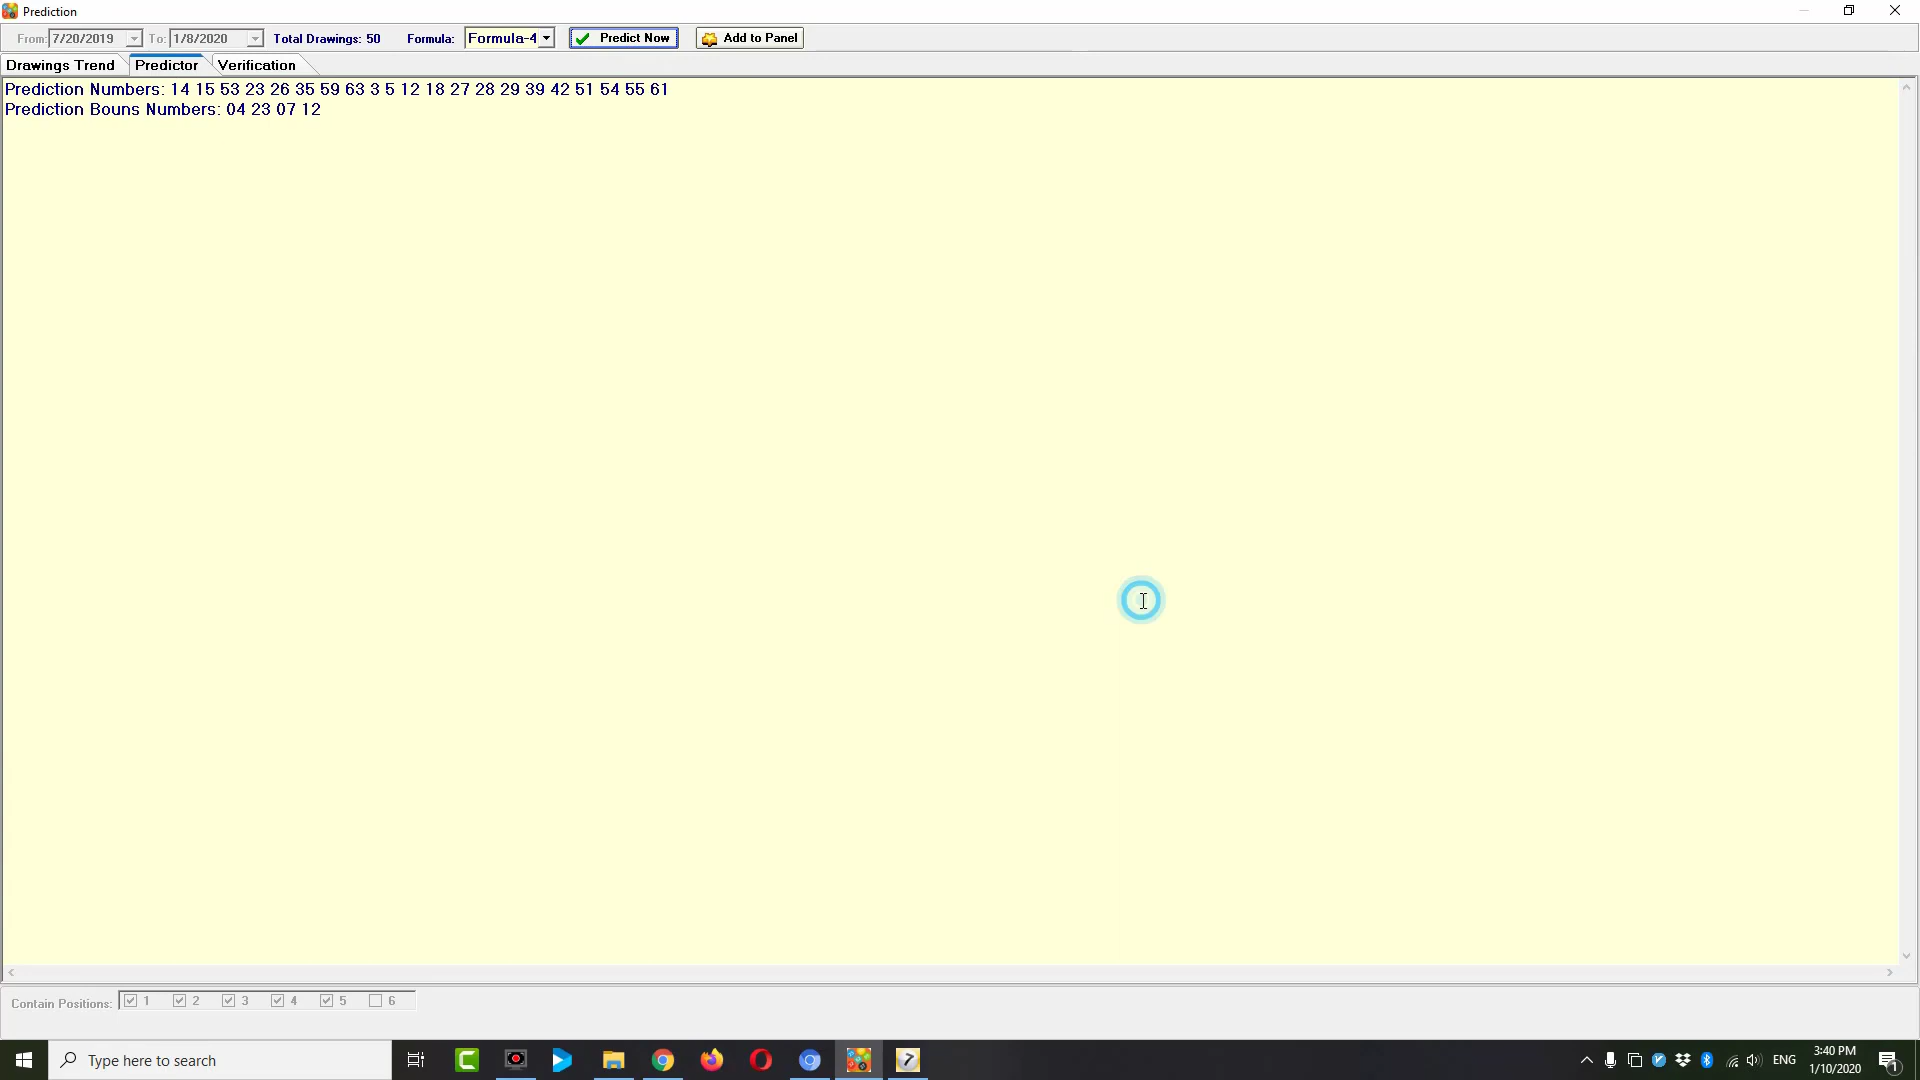 Prediction
From: 7/20/2019 To: 1/8/2020 Total Drawings: 50 Formula: Formula-4 Predict Now Add to Panel
Drawings Trend Predictor Verification
Prediction Numbers: 14 15 53 23 26 35 59 63 3 5 12 18 27 28 29 39 42 51 54 55 61
Prediction Bouns Numbers: 04 23 07 12
Contain Positions: 1 2 3 4 5 6
Type here to search
ENG
3:40 PM
1/10/2020
1